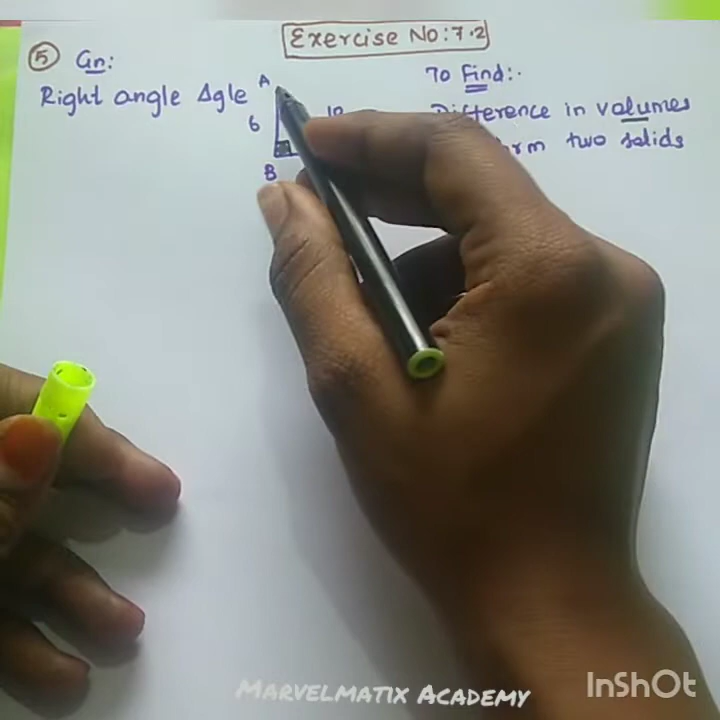 Exercise No:7.2
5 Gn:
To Find:-
Right angle Δgle
A
6
B
Difference in valumes
two solids
MARVELMATIX ACADEMY
InShOt